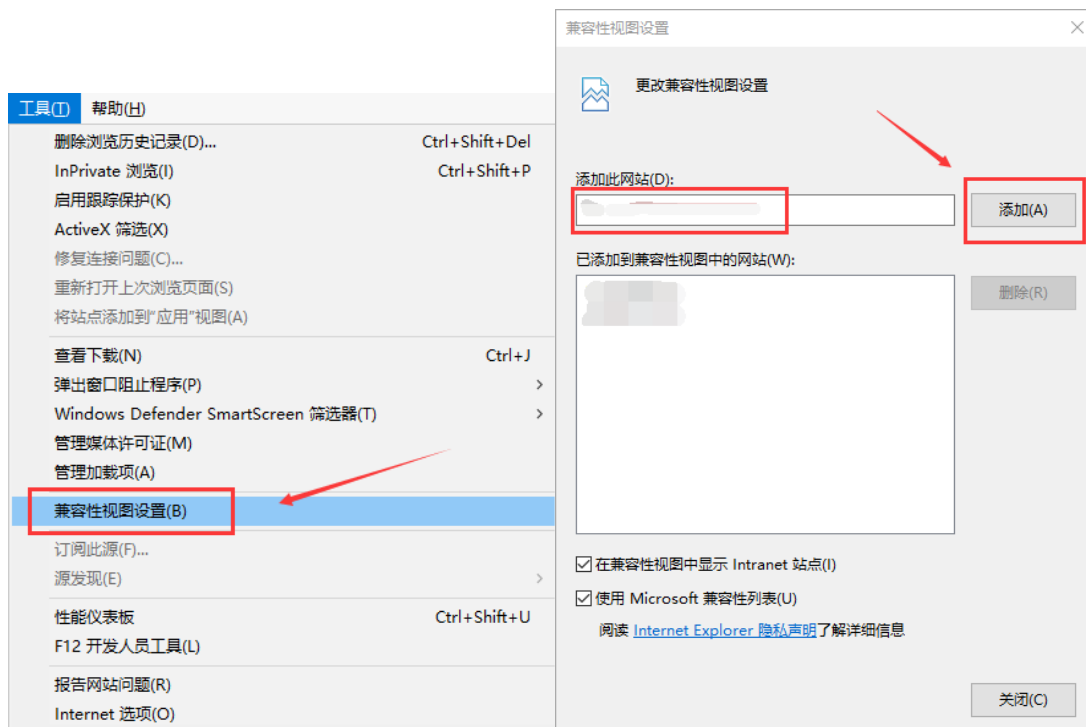 工具(T) 帮助(H)
删除浏览历史记录(D)... Ctrl+Shift+Del
InPrivate 浏览(I) Ctrl+Shift+P
启用跟踪保护(K)
ActiveX 筛选(X)
修复连接问题(C)...
重新打开上次浏览页面(S)
将站点添加到“应用”视图(A)
查看下载(N) Ctrl+J
弹出窗口阻止程序(P)
Windows Defender SmartScreen 筛选器(T)
管理媒体许可证(M)
管理加载项(A)
兼容性视图设置(B)
订阅此源(F)...
源发现(E)
性能仪表板 Ctrl+Shift+U
F12 开发人员工具(L)
报告网站问题(R)
Internet 选项(O)
兼容性视图设置
更改兼容性视图设置
添加此网站(D):
添加(A)
已添加到兼容性视图中的网站(W):
删除(R)
在兼容性视图中显示 Intranet 站点(I)
使用 Microsoft 兼容性列表(U)
阅读 Internet Explorer 隐私声明了解详细信息
关闭(C)